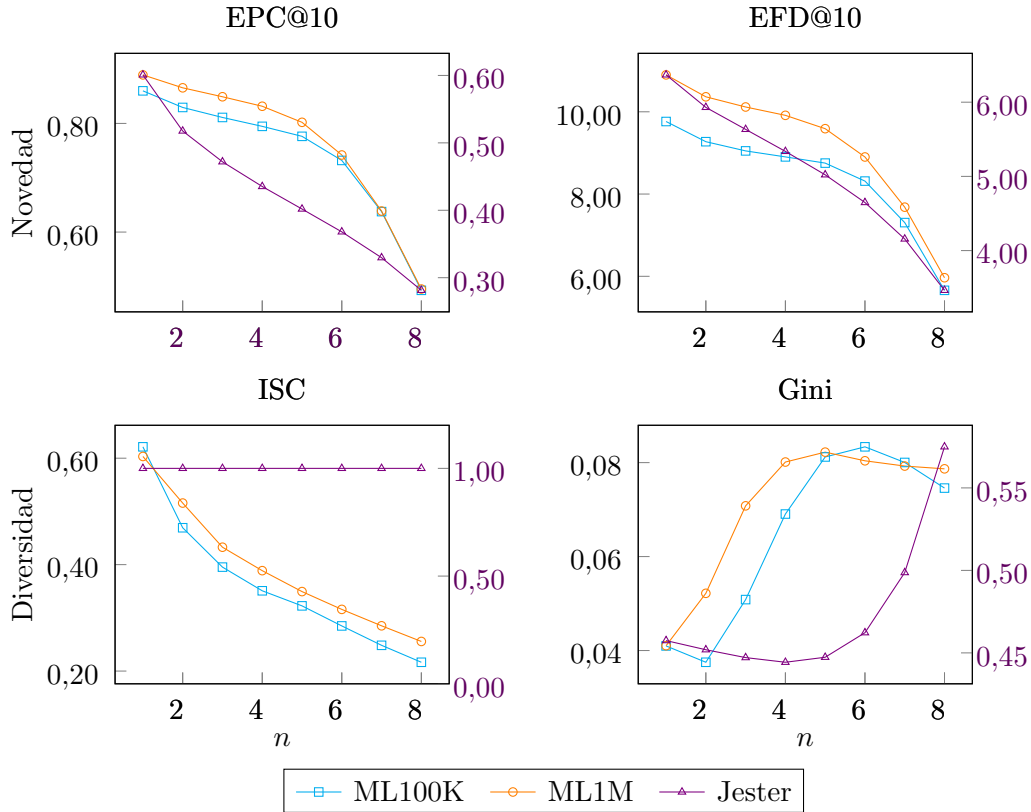 EPC@10
EFD@10
Novedad
0,80
0,60
0,60
0,50
0,40
0,30
2 4 6 8
10,00
8,00
6,00
6,00
5,00
4,00
2 4 6 8
ISC
Gini
Diversidad
0,60
0,40
0,20
1,00
0,50
0,00
2 4 6 8
n
0,08
0,06
0,04
0,55
0,50
0,45
2 4 6 8
n
ML100K ML1M Jester